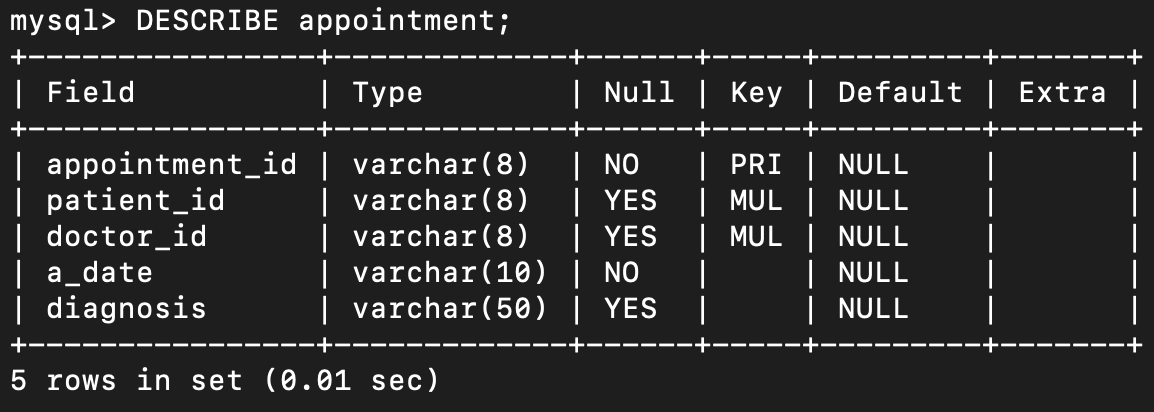 mysql> DESCRIBE appointment;
+----------------+-------------+------+-----+---------+-------+
| Field          | Type        | Null | Key | Default | Extra |
+----------------+-------------+------+-----+---------+-------+
| appointment_id | varchar(8)  | NO   | PRI | NULL    |       |
| patient_id     | varchar(8)  | YES  | MUL | NULL    |       |
| doctor_id      | varchar(8)  | YES  | MUL | NULL    |       |
| a_date         | varchar(10) | NO   |     | NULL    |       |
| diagnosis      | varchar(50) | YES  |     | NULL    |       |
+----------------+-------------+------+-----+---------+-------+
5 rows in set (0.01 sec)